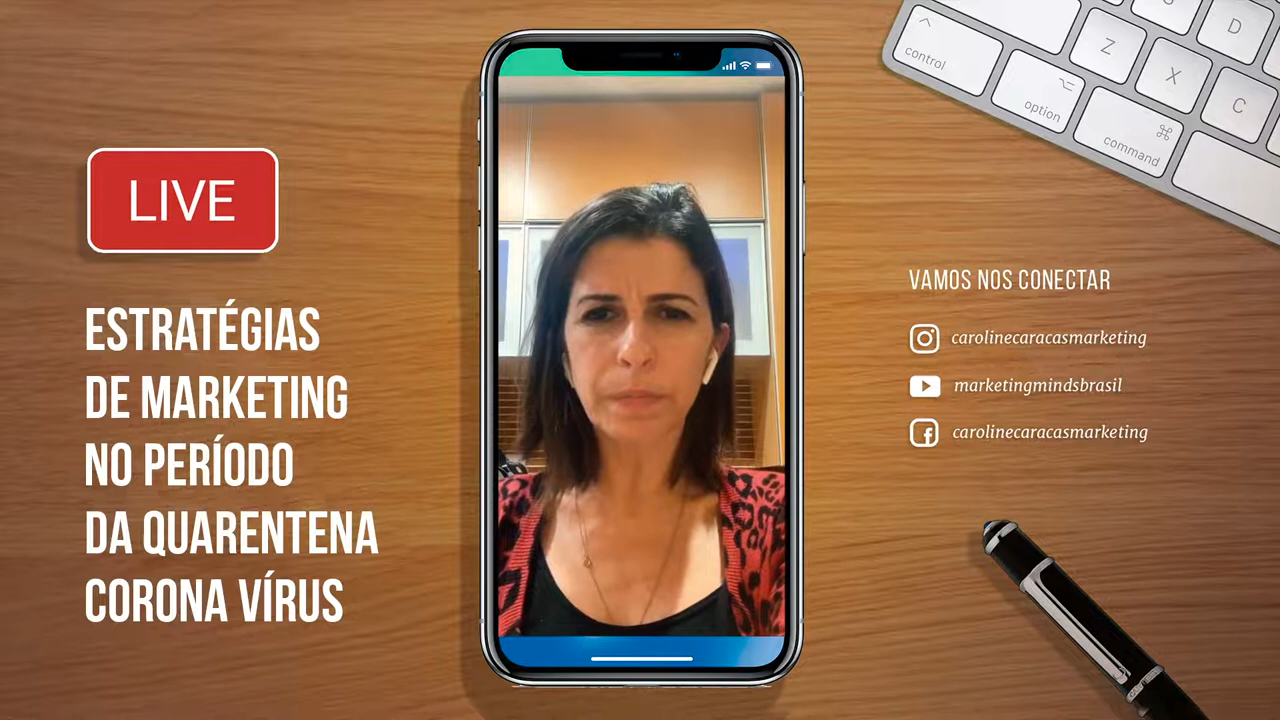 LIVE
ESTRATÉGIAS
DE MARKETING
NO PERÍODO
DA QUARENTENA
CORONA VÍRUS
VAMOS NOS CONECTAR
carolinecaracasmarketing
marketingmindsbrasil
carolinecaracasmarketing
control
option
command
Z
X
C
S
D